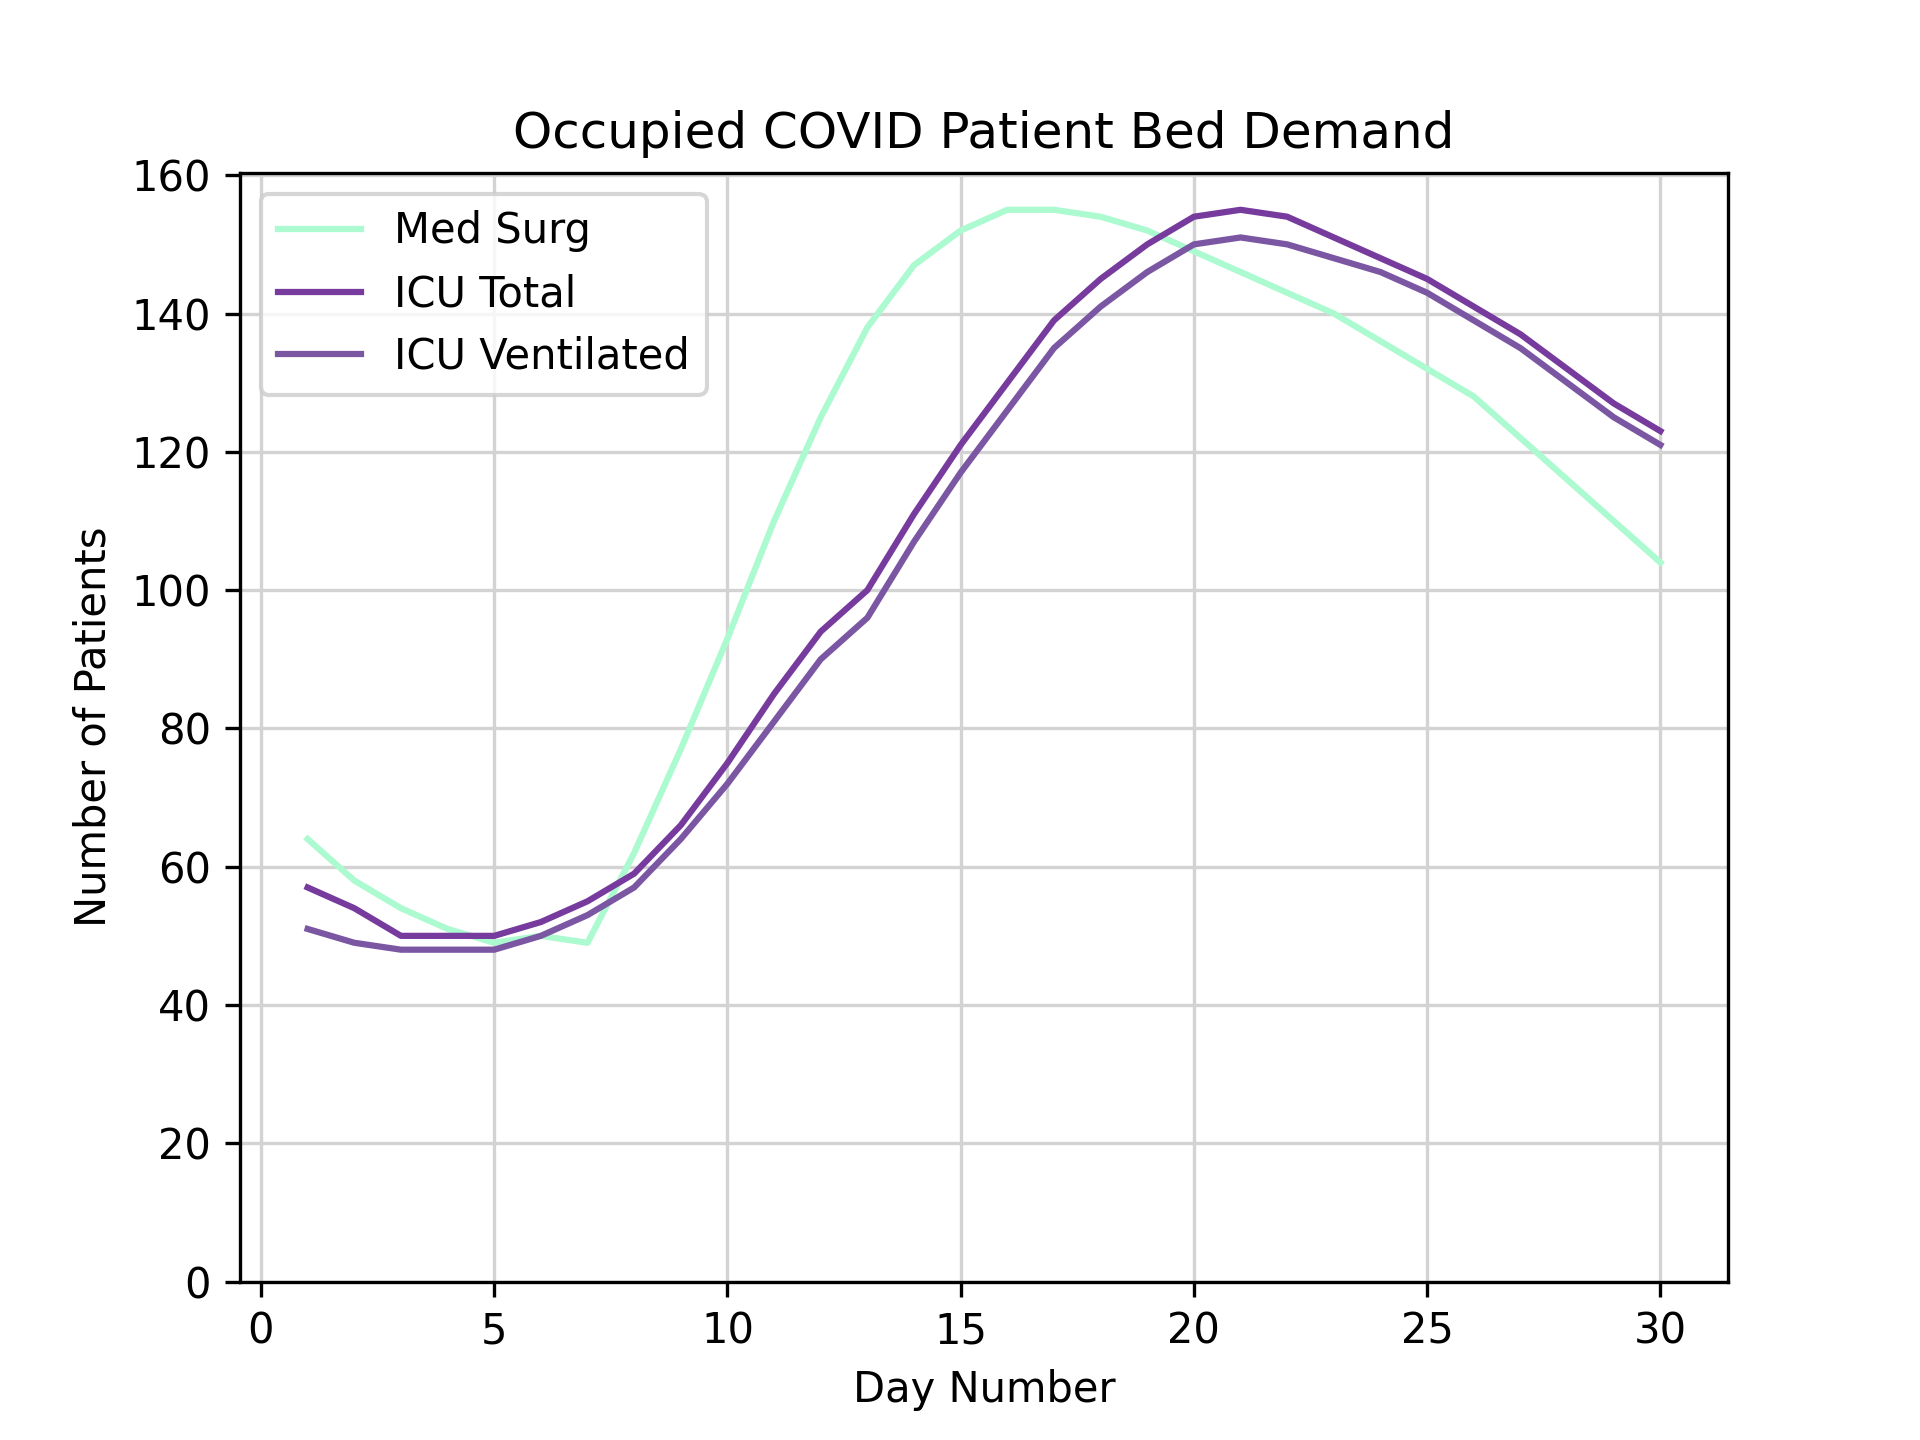 Occupied COVID Patient Bed Demand
160
140
120
100
80
60
40
20
0
Number of Patients
Med Surg
ICU Total
ICU Ventilated
0 5 10 15 20 25 30
Day Number